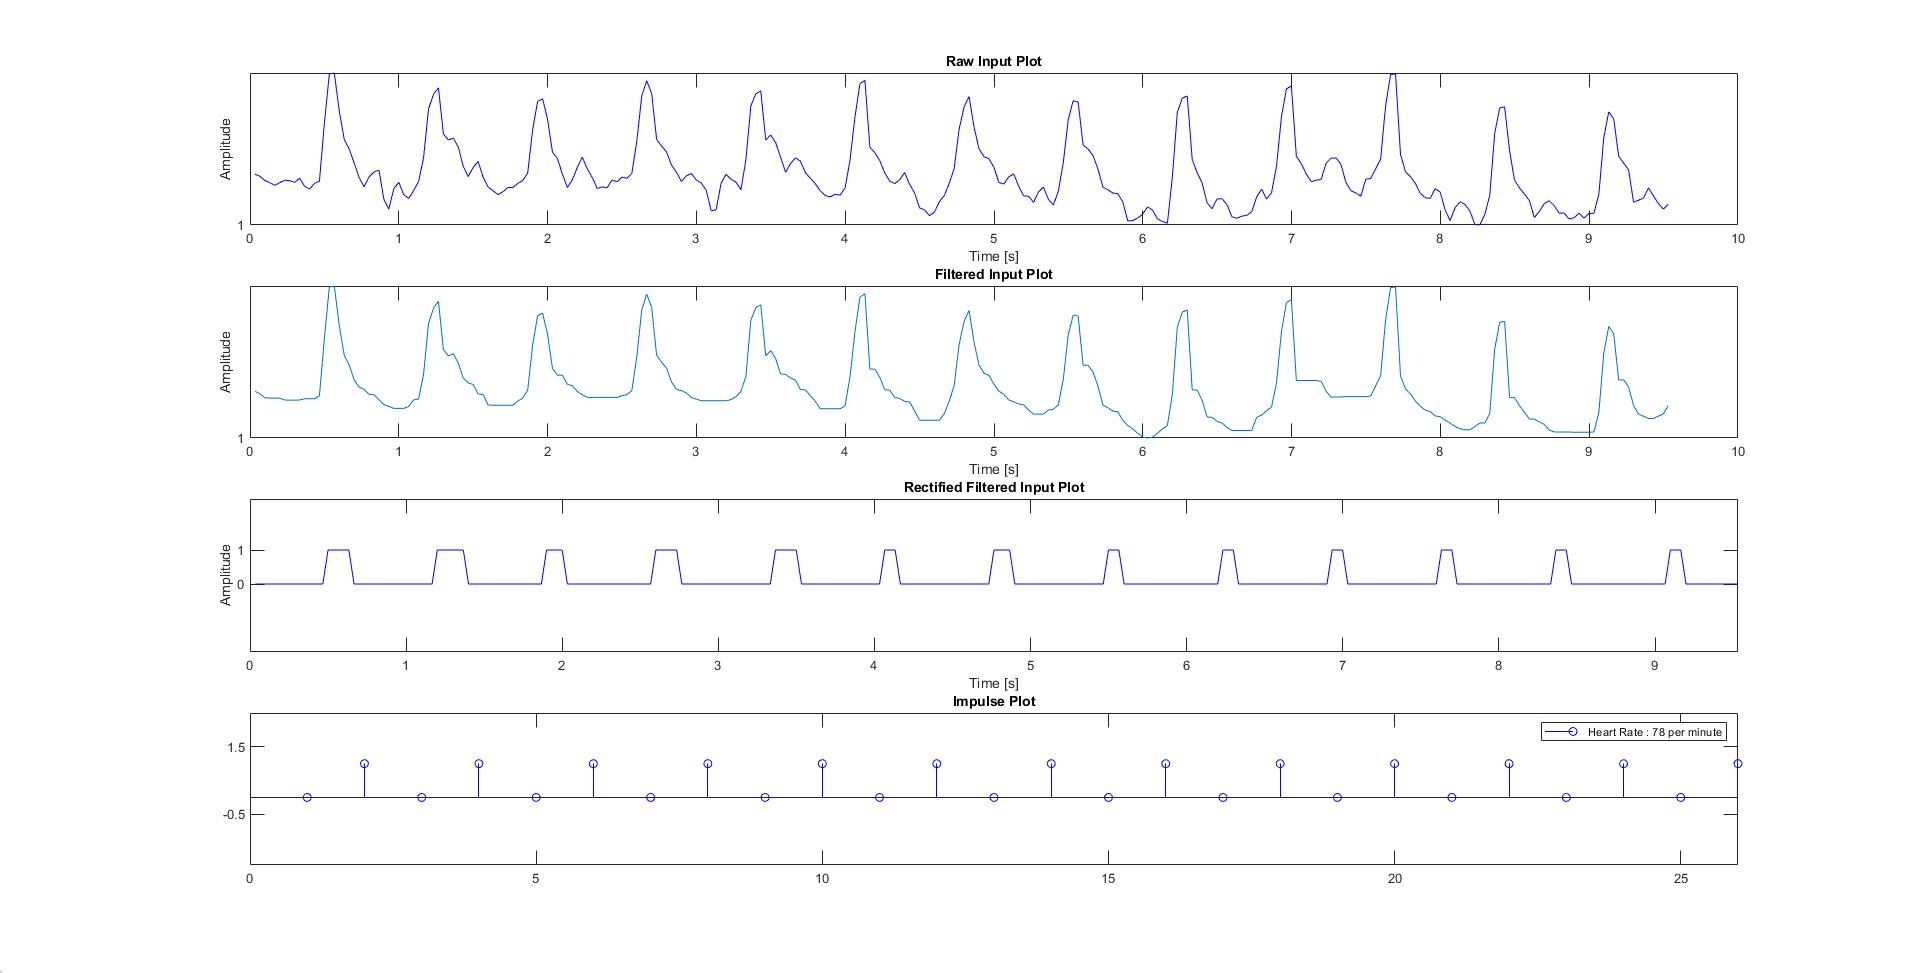 Raw Input Plot
Amplitude
1
0 1 2 3 4 5 6 7 8 9 10
Time [s]
Filtered Input Plot
Amplitude
1
0 1 2 3 4 5 6 7 8 9 10
Time [s]
Rectified Filtered Input Plot
Amplitude
1
0
0 1 2 3 4 5 6 7 8 9
Time [s]
Impulse Plot
Heart Rate : 78 per minute
1.5
-0.5
0 5 10 15 20 25